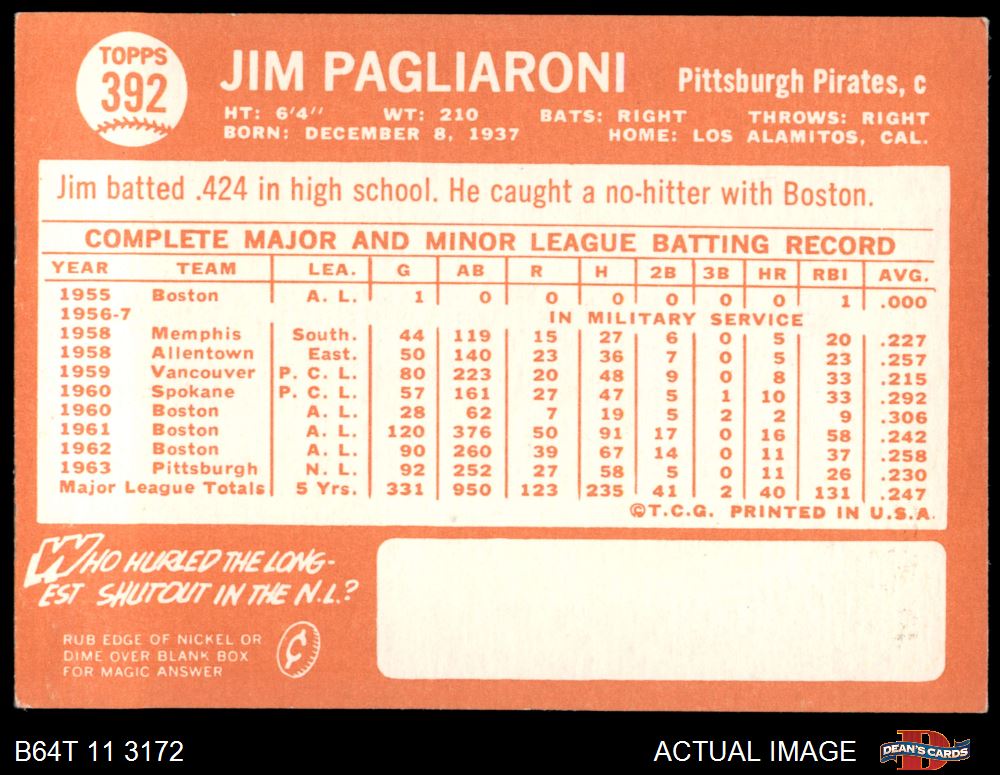 TOPPS
392
JIM PAGLIARONI
Pittsburgh Pirates, c
HT: 6'4" WT: 210 BATS: RIGHT THROWS: RIGHT
BORN: DECEMBER 8, 1937 HOME: LOS ALAMITOS, CAL.
Jim batted .424 in high school. He caught a no-hitter with Boston.
COMPLETE MAJOR AND MINOR LEAGUE BATTING RECORD
YEAR TEAM LEA. G AB R H 2B 3B HR RBI AVG.
1955 Boston A. L. 1 0 0 0 0 0 0 1 .000
1956-7 IN MILITARY SERVICE
1958 Memphis South. 44 119 15 27 6 0 5 20 .227
1958 Allentown East. 50 140 23 36 7 0 5 23 .257
1959 Vancouver P. C. L. 80 223 20 48 9 0 8 33 .215
1960 Spokane P. C. L. 57 161 27 47 5 1 10 33 .292
1960 Boston A. L. 28 62 7 19 5 2 2 9 .306
1961 Boston A. L. 120 376 50 91 17 0 16 58 .242
1962 Boston A. L. 90 260 39 67 14 0 11 37 .258
1963 Pittsburgh N. L. 92 252 27 58 5 0 11 26 .230
Major League Totals 5 Yrs. 331 950 123 235 41 2 40 131 .247
©T.C.G. PRINTED IN U.S.A.
WHO HURLED THE LONG-
EST SHUTOUT IN THE N.L.?
RUB EDGE OF NICKEL OR
DIME OVER BLANK BOX
FOR MAGIC ANSWER
¢
B64T 11 3172
ACTUAL IMAGE
D
DEAN'S CARDS